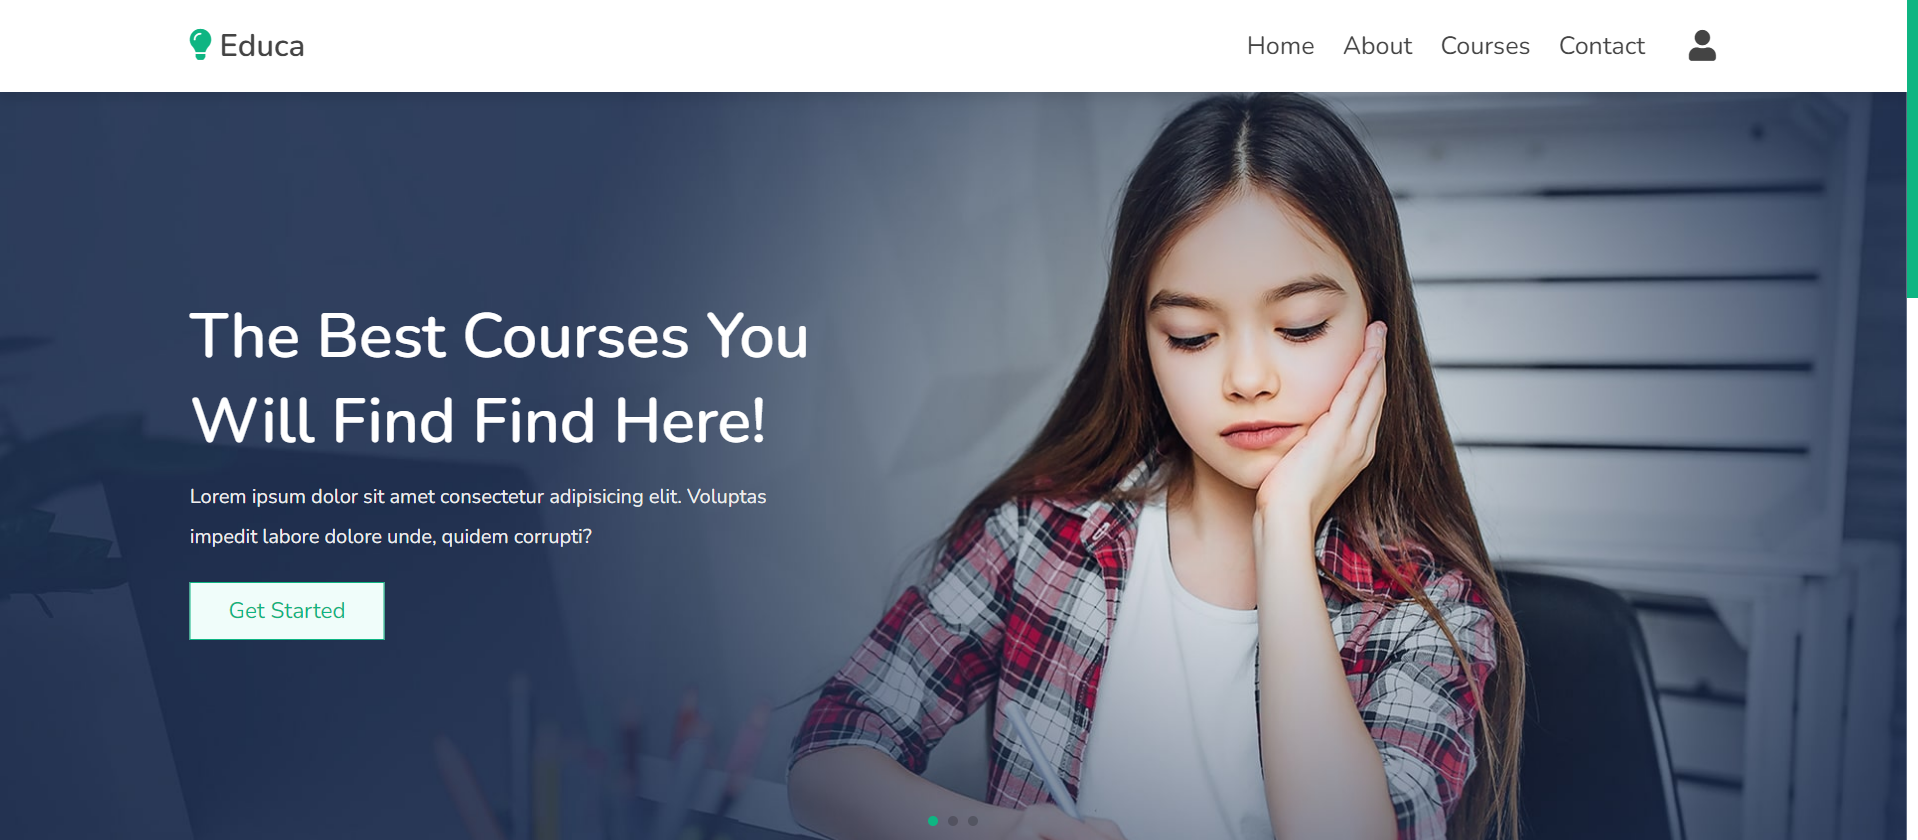 Educa
Home About Courses Contact
The Best Courses You
Will Find Find Here!
Lorem ipsum dolor sit amet consectetur adipisicing elit. Voluptas
impedit labore dolore unde, quidem corrupti?
Get Started